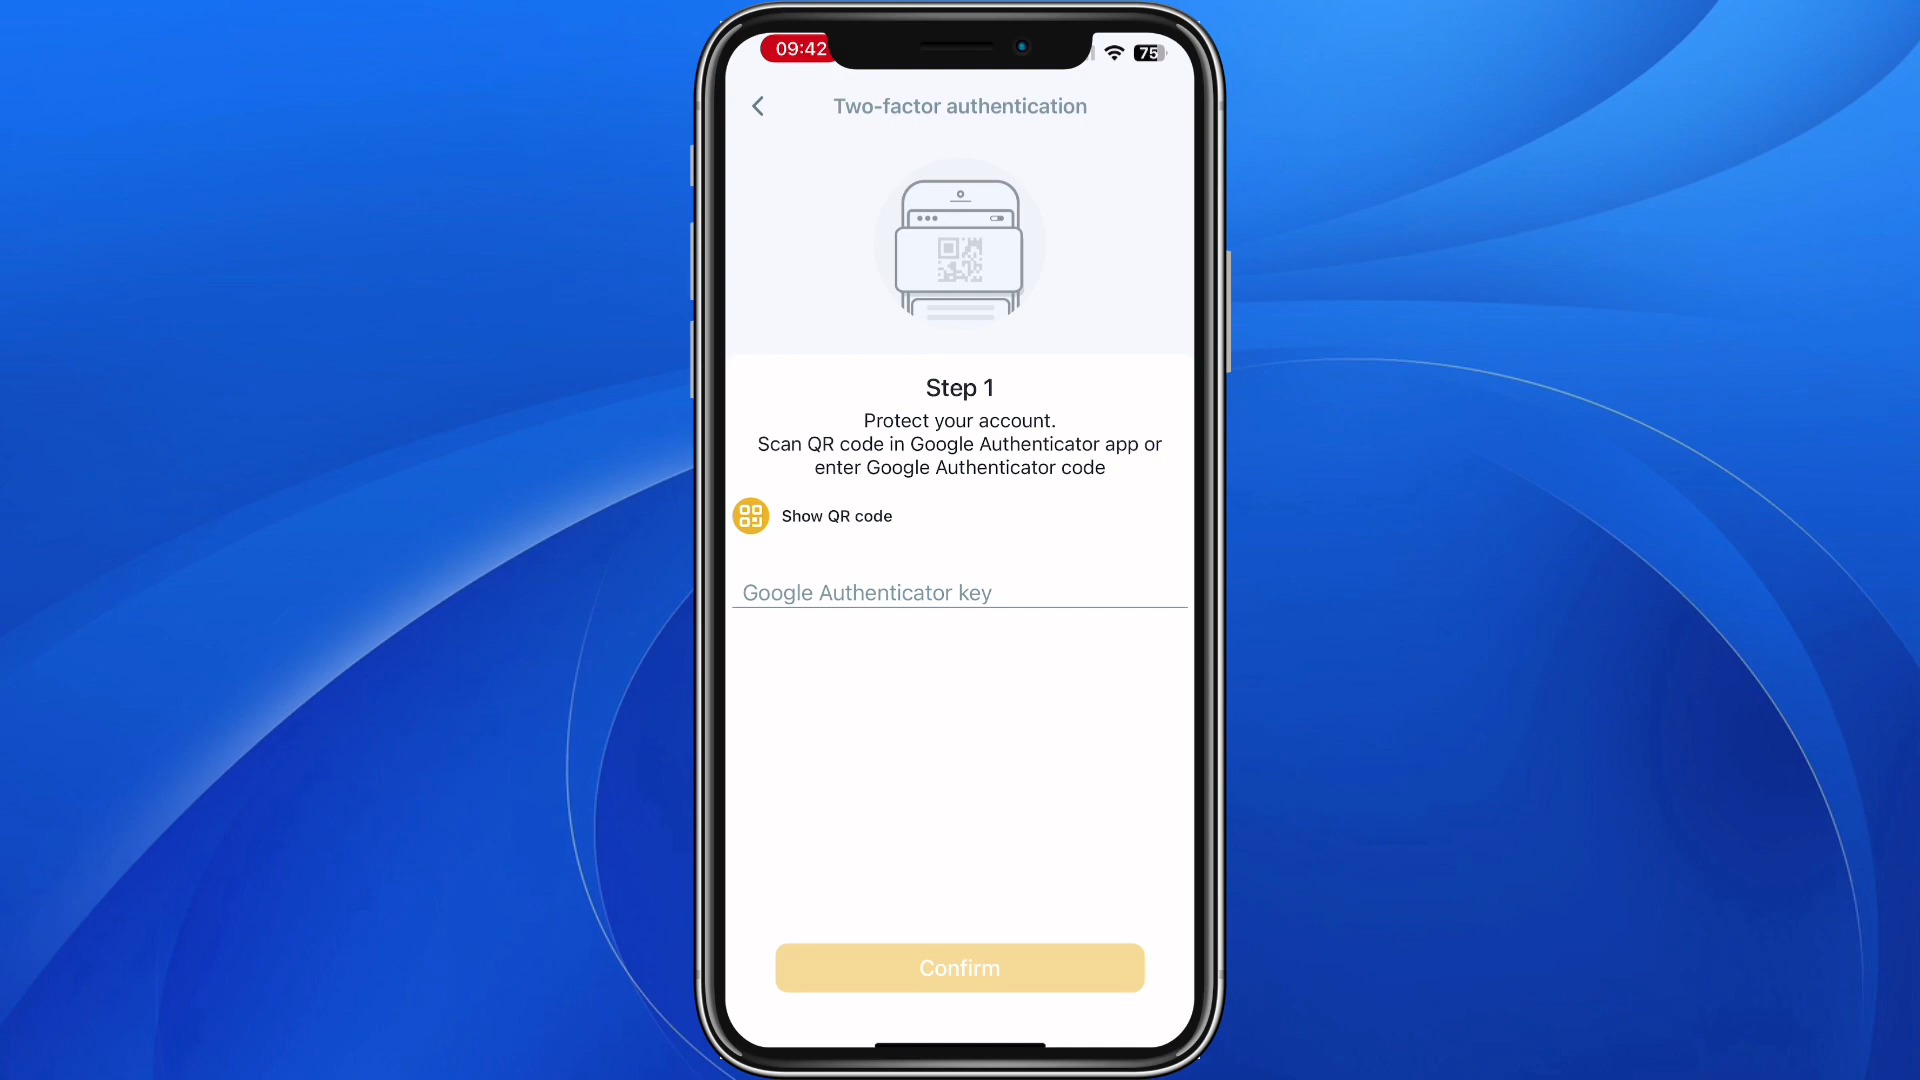 09:42
75
Two-factor authentication
Step 1
Protect your account.
Scan QR code in Google Authenticator app or
enter Google Authenticator code
Show QR code
Google Authenticator key
Confirm